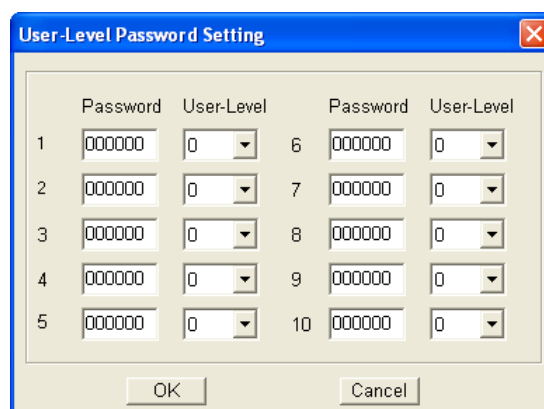 User-Level Password Setting
Password User-Level Password User-Level
1 000000 0 6 000000 0
2 000000 0 7 000000 0
3 000000 0 8 000000 0
4 000000 0 9 000000 0
5 000000 0 10 000000 0
OK Cancel